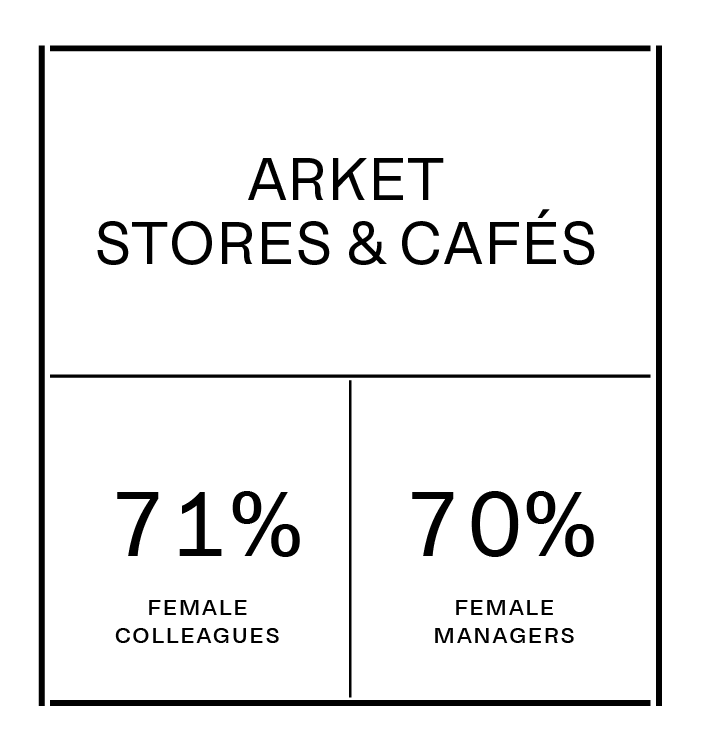 ARKET
STORES & CAFÉS
71%
FEMALE
COLLEAGUES
70%
FEMALE
MANAGERS